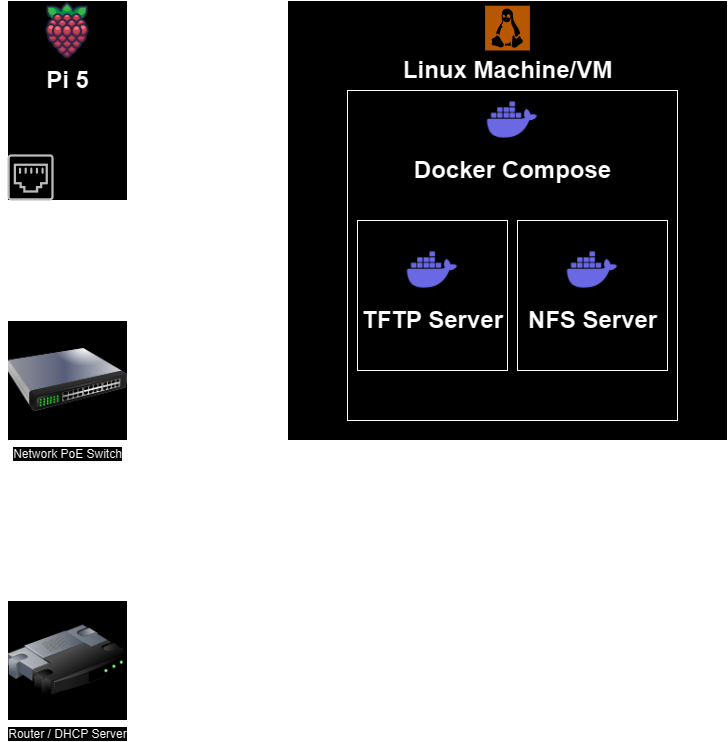 Pi 5
Linux Machine/VM
Docker Compose
TFTP Server
NFS Server
Network PoE Switch
Router / DHCP Server